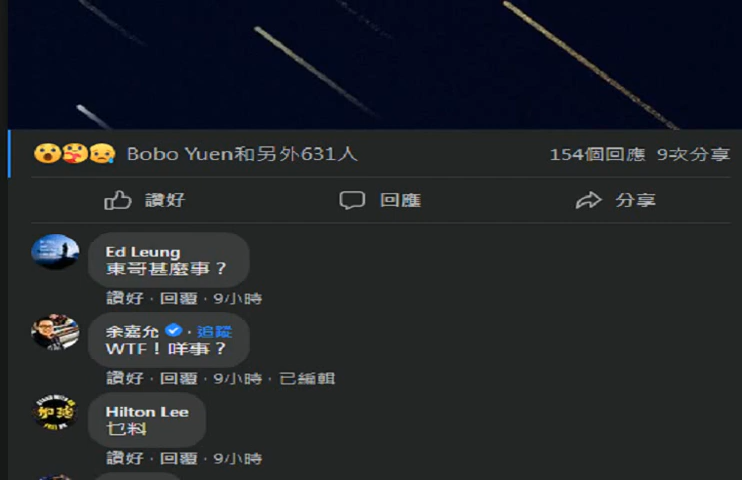 Bobo Yuen和另外631人
154個回應 9次分享
讚好
回應
分享
Ed Leung
東哥甚麼事？
讚好 · 回覆 · 9小時
余嘉允 · 追蹤
WTF！咩事？
讚好 · 回覆 · 9小時 · 已編輯
Hilton Lee
乜料
讚好 · 回覆 · 9小時